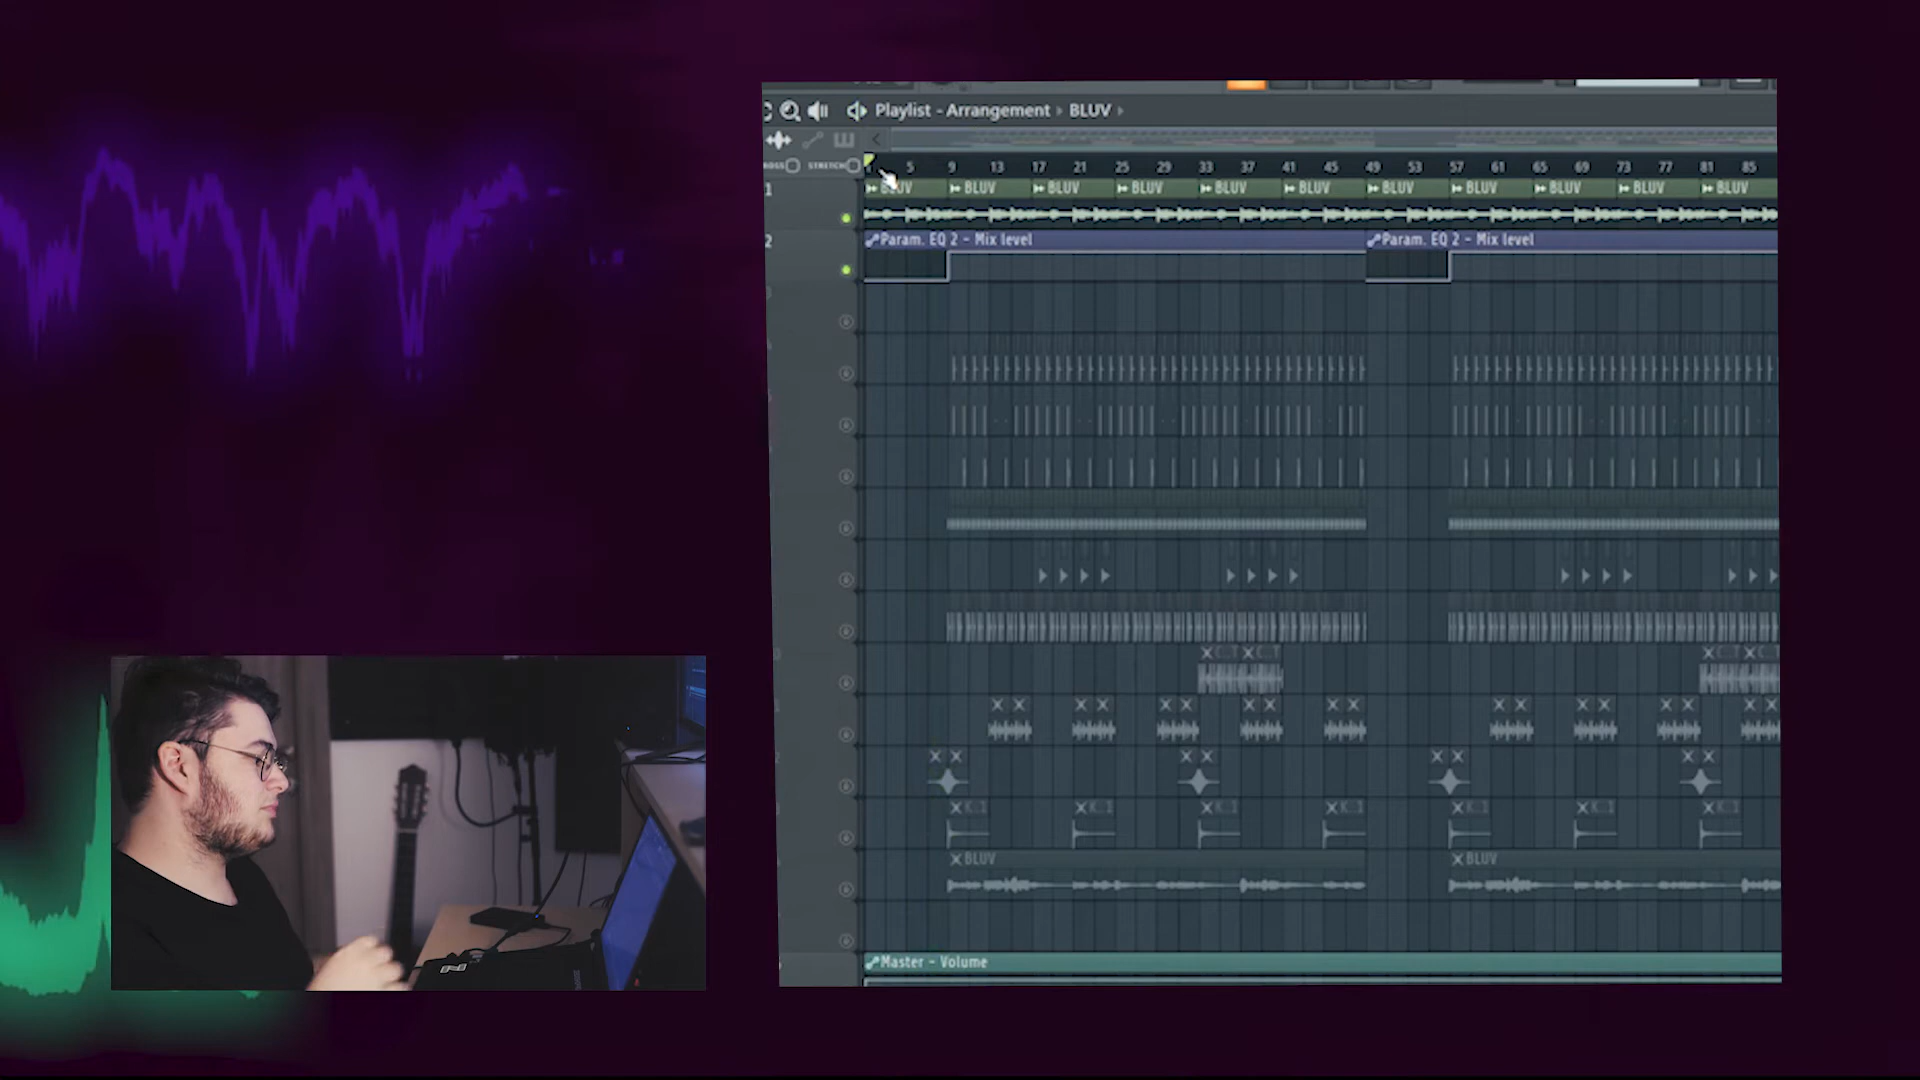 Playlist - Arrangement › BLUV ›
STRETCH
5 9 13 17 21 25 29 33 37 41 45 49 53 57 61 65 69 73 77 81 85
1
BLUV BLUV BLUV BLUV BLUV BLUV BLUV BLUV BLUV BLUV
2
Param. EQ 2 - Mix level Param. EQ 2 - Mix level
BLUV BLUV
Master - Volume